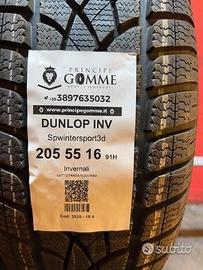 PRINCIPE
GOMME
+39 3897635032
www.principegomme.it
DUNLOP INV
Spwintersport3d
205 55 16 91H
Invernali
subito